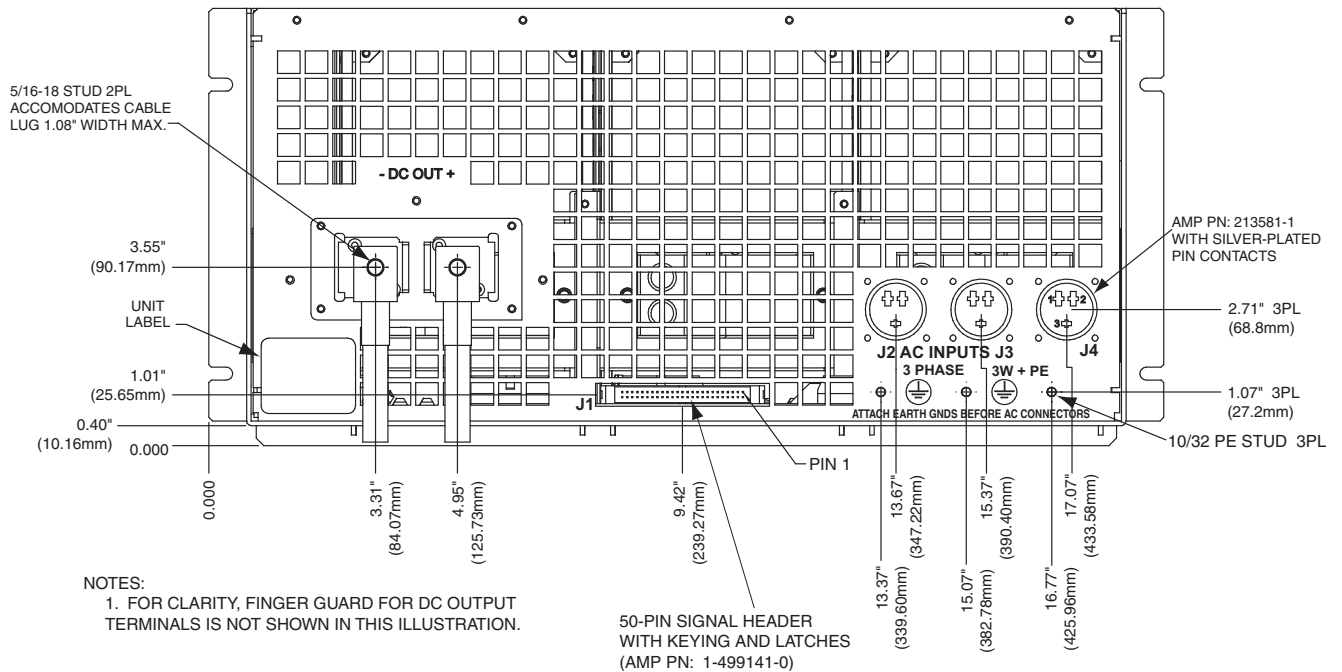 5/16-18 STUD 2PL
ACCOMODATES CABLE
LUG 1.08" WIDTH MAX.
- DC OUT +
AMP PN: 213581-1
WITH SILVER-PLATED
PIN CONTACTS
3.55"
(90.17mm)
UNIT
LABEL
1 2
3
2.71" 3PL
(68.8mm)
J2 AC INPUTS J3
J4
3 PHASE
3W + PE
1.01"
(25.65mm)
J1
1.07" 3PL
(27.2mm)
ATTACH EARTH GNDS BEFORE AC CONNECTORS
0.40"
(10.16mm)
0.000
10/32 PE STUD 3PL
PIN 1
0.000
3.31"
(84.07mm)
4.95"
(125.73mm)
9.42"
(239.27mm)
13.67"
(347.22mm)
15.37"
(390.40mm)
17.07"
(433.58mm)
13.37"
(339.60mm)
15.07"
(382.78mm)
16.77"
(425.96mm)
NOTES:
1. FOR CLARITY, FINGER GUARD FOR DC OUTPUT
TERMINALS IS NOT SHOWN IN THIS ILLUSTRATION.
50-PIN SIGNAL HEADER
WITH KEYING AND LATCHES
(AMP PN: 1-499141-0)